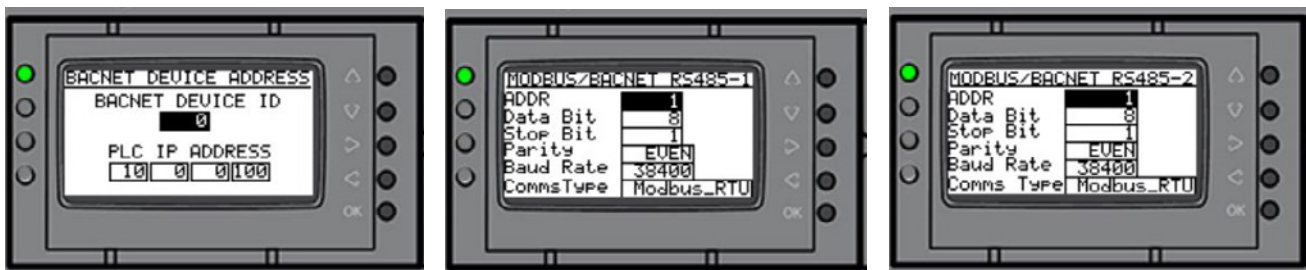 BACNET DEVICE ADDRESS
BACNET DEVICE ID
0
PLC IP ADDRESS
10 0 0 100
OK
MODBUS/BACNET RS485-1
ADDR 1
Data Bit 8
Stop Bit 1
Parity EVEN
Baud Rate 38400
CommsType Modbus_RTU
OK
MODBUS/BACNET RS485-2
ADDR 1
Data Bit 8
Stop Bit 1
Parity EVEN
Baud Rate 38400
Comms Type Modbus_RTU
OK